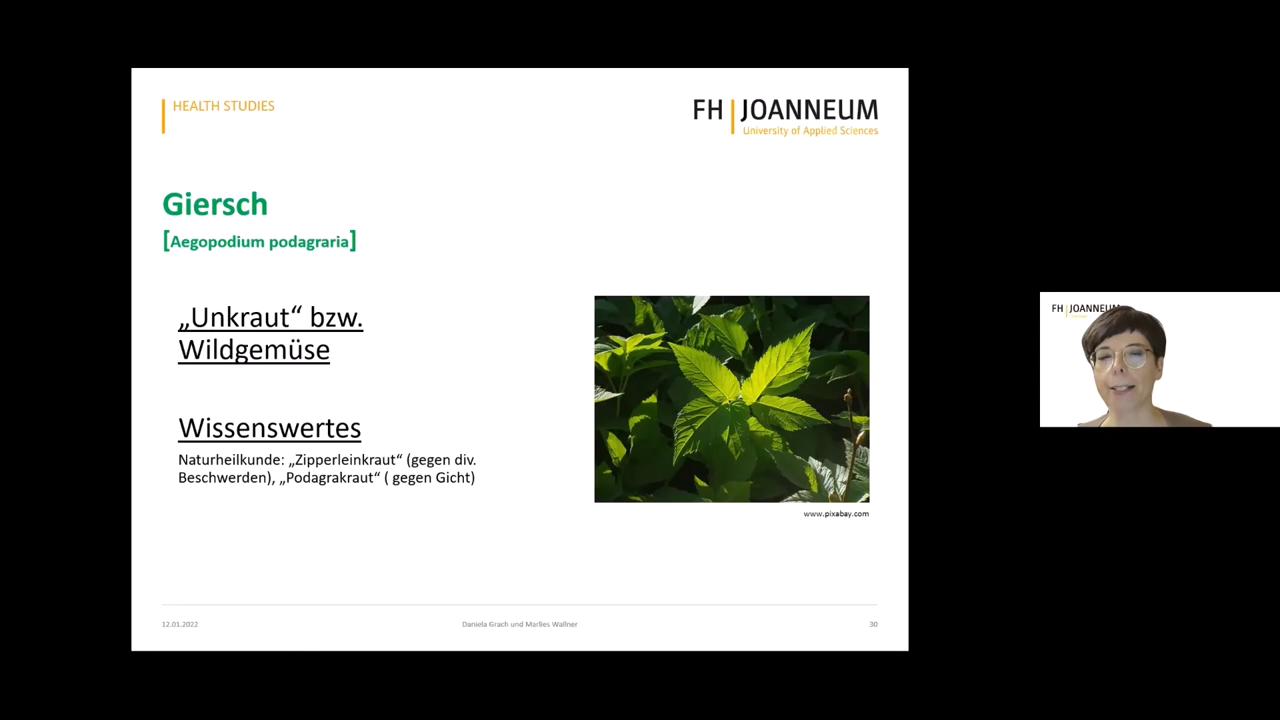 HEALTH STUDIES
FH | JOANNEUM
University of Applied Sciences
Giersch
[Aegopodium podagraria]
„Unkraut“ bzw.
Wildgemüse
Wissenswertes
Naturheilkunde: „Zipperleinkraut“ (gegen div.
Beschwerden), „Podagrakraut“ ( gegen Gicht)
www.pixabay.com
12.01.2022
Daniela Grach und Marlies Wallner
30
FH | JOANNEUM